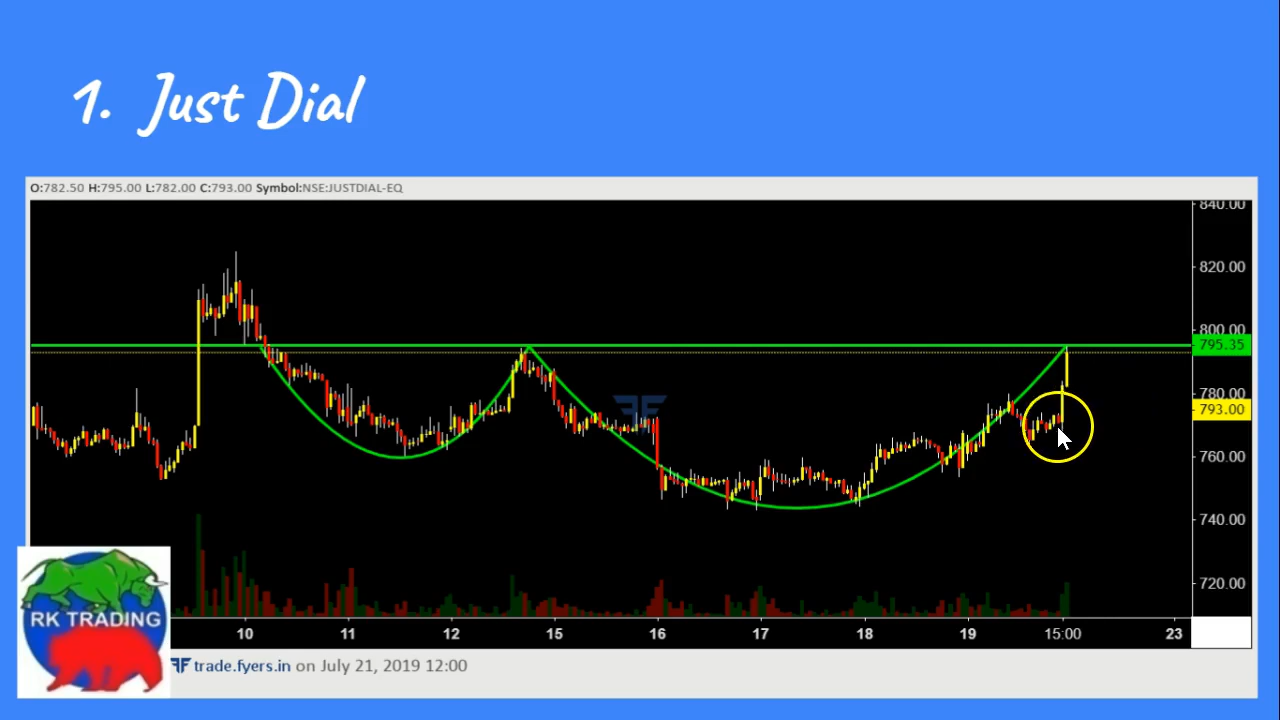 1. Just Dial
O:782.50 H:795.00 L:782.00 C:793.00 Symbol:NSE:JUSTDIAL-EQ
840.00
820.00
800.00
795.35
780.00
793.00
760.00
740.00
720.00
RK TRADING
10 11 12 15 16 17 18 19 15:00 23
trade.fyers.in on July 21, 2019 12:00